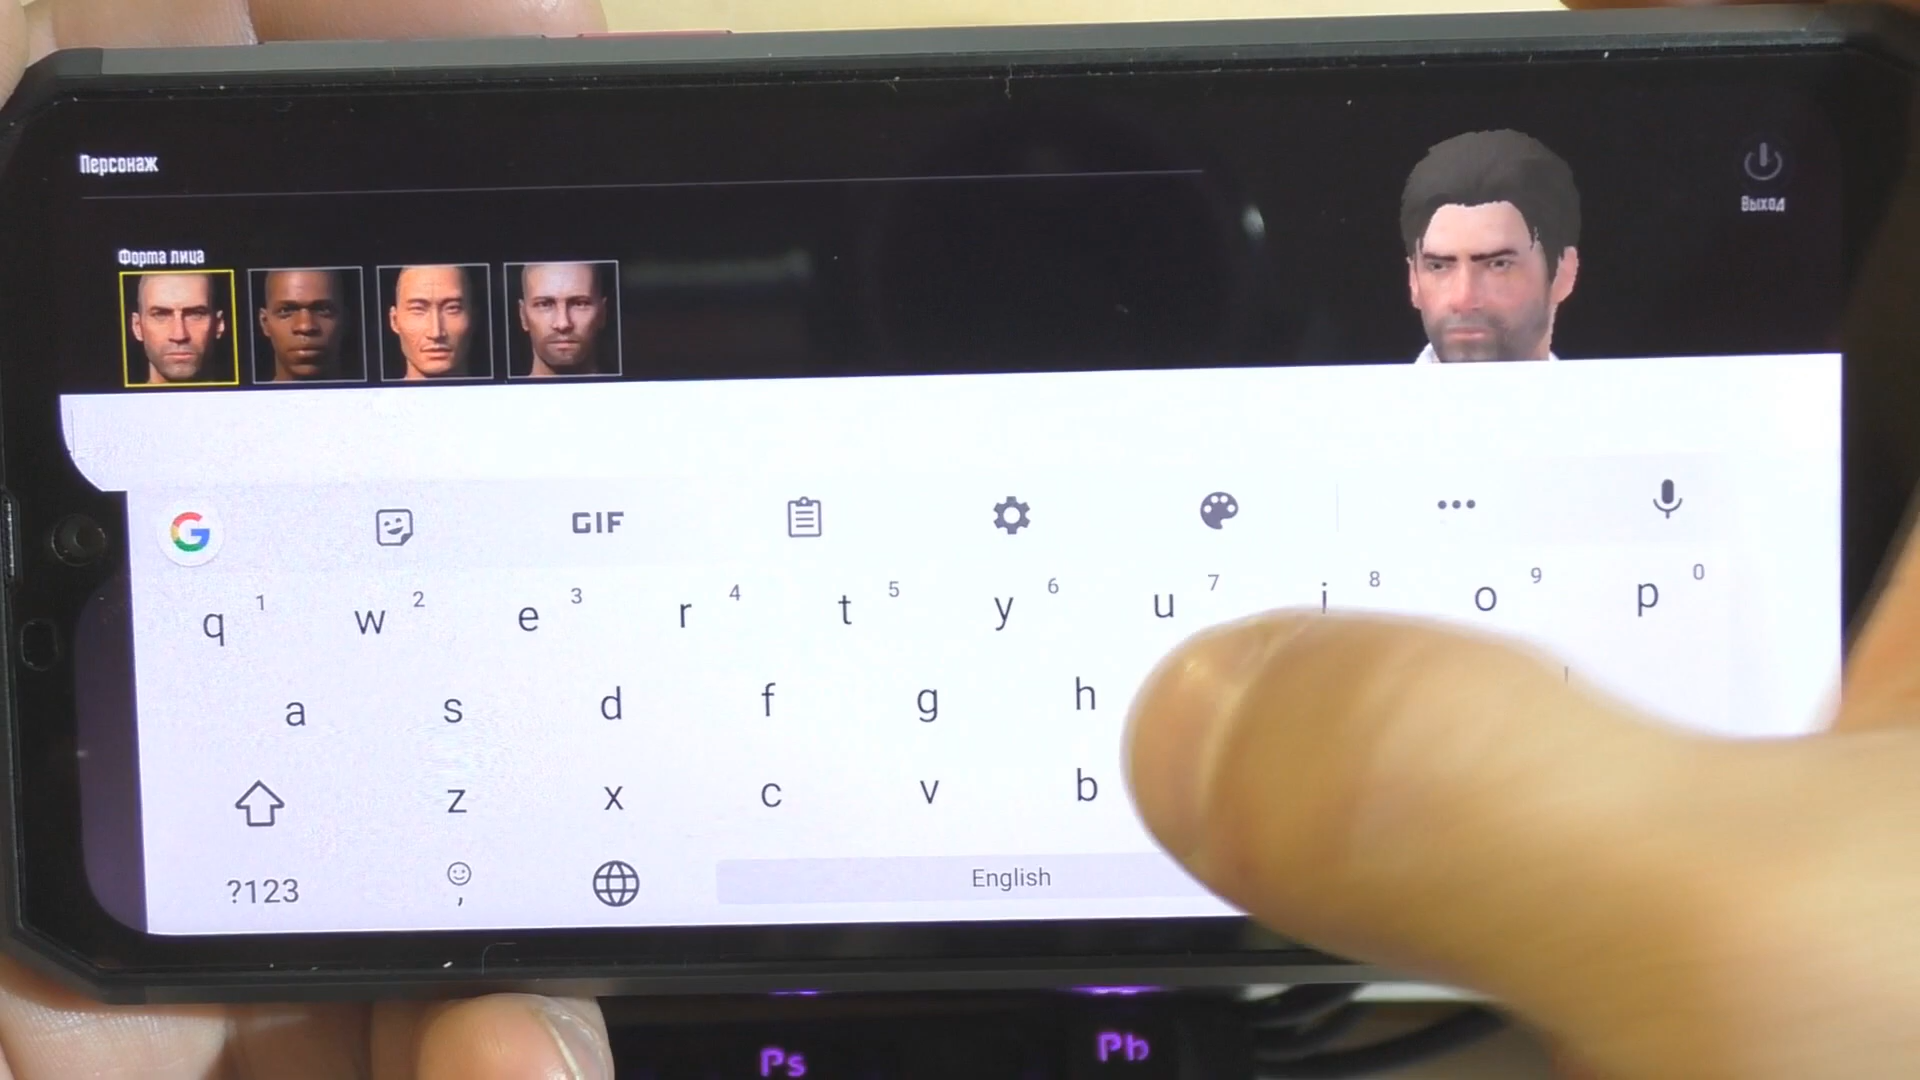 Персонаж
Выход
Форма лица
G GIF
q 1 w 2 e 3 r 4 t 5 y 6 u 7 i 8 o 9 p 0
a s d f g h
z x c v b
?123 , English
Ps Pb